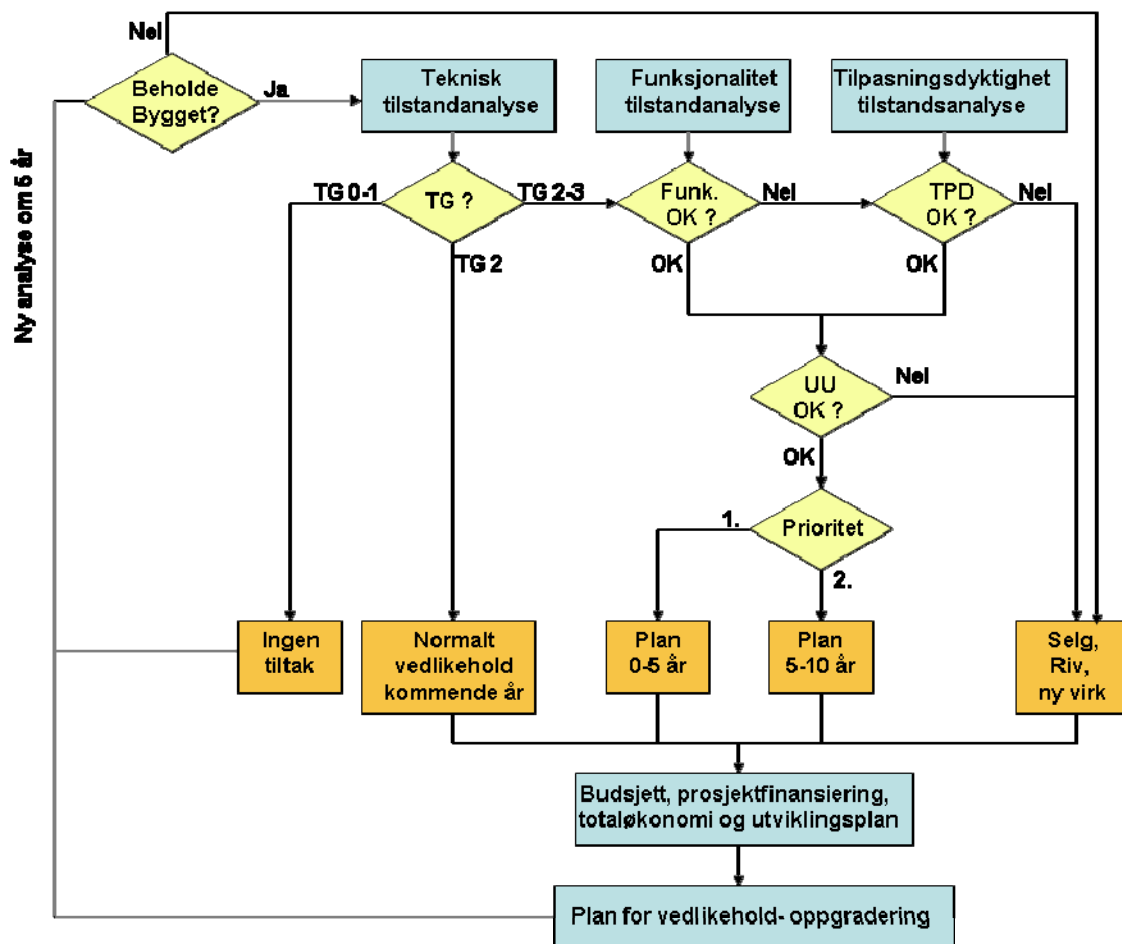 Nei
Beholde
Bygget?
Ja
Teknisk
tilstandanalyse
Funksjonalitet
tilstandanalyse
Tilpasningsdyktighet
tilstandsanalyse
Ny analyse om 5 år
TG 0-1
TG ?
TG 2-3
Funk.
OK ?
Nei
TPD
OK ?
Nei
TG 2
OK
OK
UU
OK ?
Nei
OK
1.
Prioritet
2.
Ingen
tiltak
Normalt
vedlikehold
kommende år
Plan
0-5 år
Plan
5-10 år
Selg,
Riv,
ny virk
Budsjett, prosjektfinansiering,
totaløkonomi og utviklingsplan
Plan for vedlikehold- oppgradering